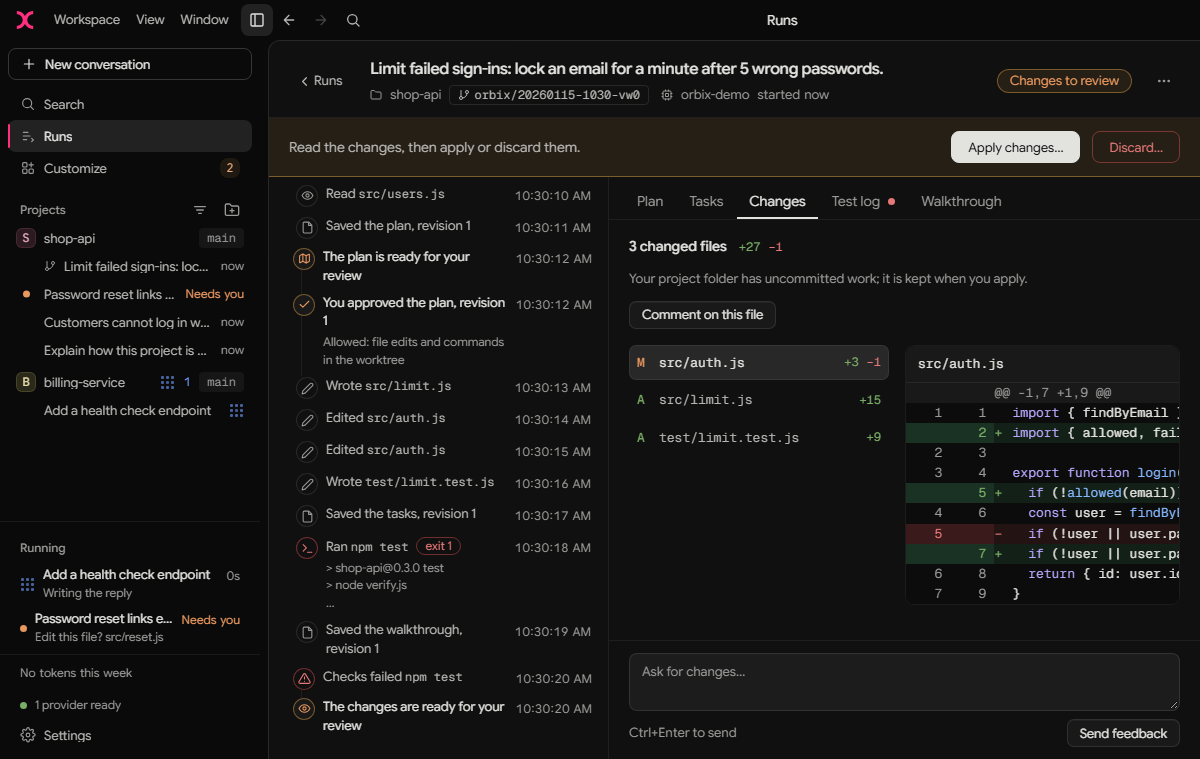 Workspace View Window
Runs
New conversation
Search
Runs
Customize 2
Projects
S shop-api main
Limit failed sign-ins: loc... now
Password reset links ... Needs you
Customers cannot log in w... now
Explain how this project is ... now
B billing-service 1 main
Add a health check endpoint
Running
Add a health check endpoint 0s
Writing the reply
Password reset links e... Needs you
Edit this file? src/reset.js
No tokens this week
1 provider ready
Settings
Runs
Limit failed sign-ins: lock an email for a minute after 5 wrong passwords.
shop-api orbix/20260115-1030-vw0 orbix-demo started now
Changes to review
Read the changes, then apply or discard them.
Apply changes...
Discard...
Read src/users.js 10:30:10 AM
Saved the plan, revision 1 10:30:11 AM
The plan is ready for your review 10:30:12 AM
You approved the plan, revision 1 10:30:12 AM
Allowed: file edits and commands
in the worktree
Wrote src/limit.js 10:30:13 AM
Edited src/auth.js 10:30:14 AM
Edited src/auth.js 10:30:15 AM
Wrote test/limit.test.js 10:30:16 AM
Saved the tasks, revision 1 10:30:17 AM
Ran npm test exit 1 10:30:18 AM
> shop-api@0.3.0 test
> node verify.js
...
Saved the walkthrough, revision 1 10:30:19 AM
Checks failed npm test 10:30:20 AM
The changes are ready for your review 10:30:20 AM
Plan Tasks Changes Test log Walkthrough
3 changed files +27 −1
Your project folder has uncommitted work; it is kept when you apply.
Comment on this file
M src/auth.js +3 −1
A src/limit.js +15
A test/limit.test.js +9
src/auth.js
@@ -1,7 +1,9 @@
1 1 import { findByEmail }
2 + import { allowed, fai
2 3
3 4 export function login(
5 + if (!allowed(email)
4 6 const user = findByE
5 − if (!user || user.pa
7 + if (!user || user.pa
6 8 return { id: user.id
7 9 }
Ask for changes...
Ctrl+Enter to send
Send feedback